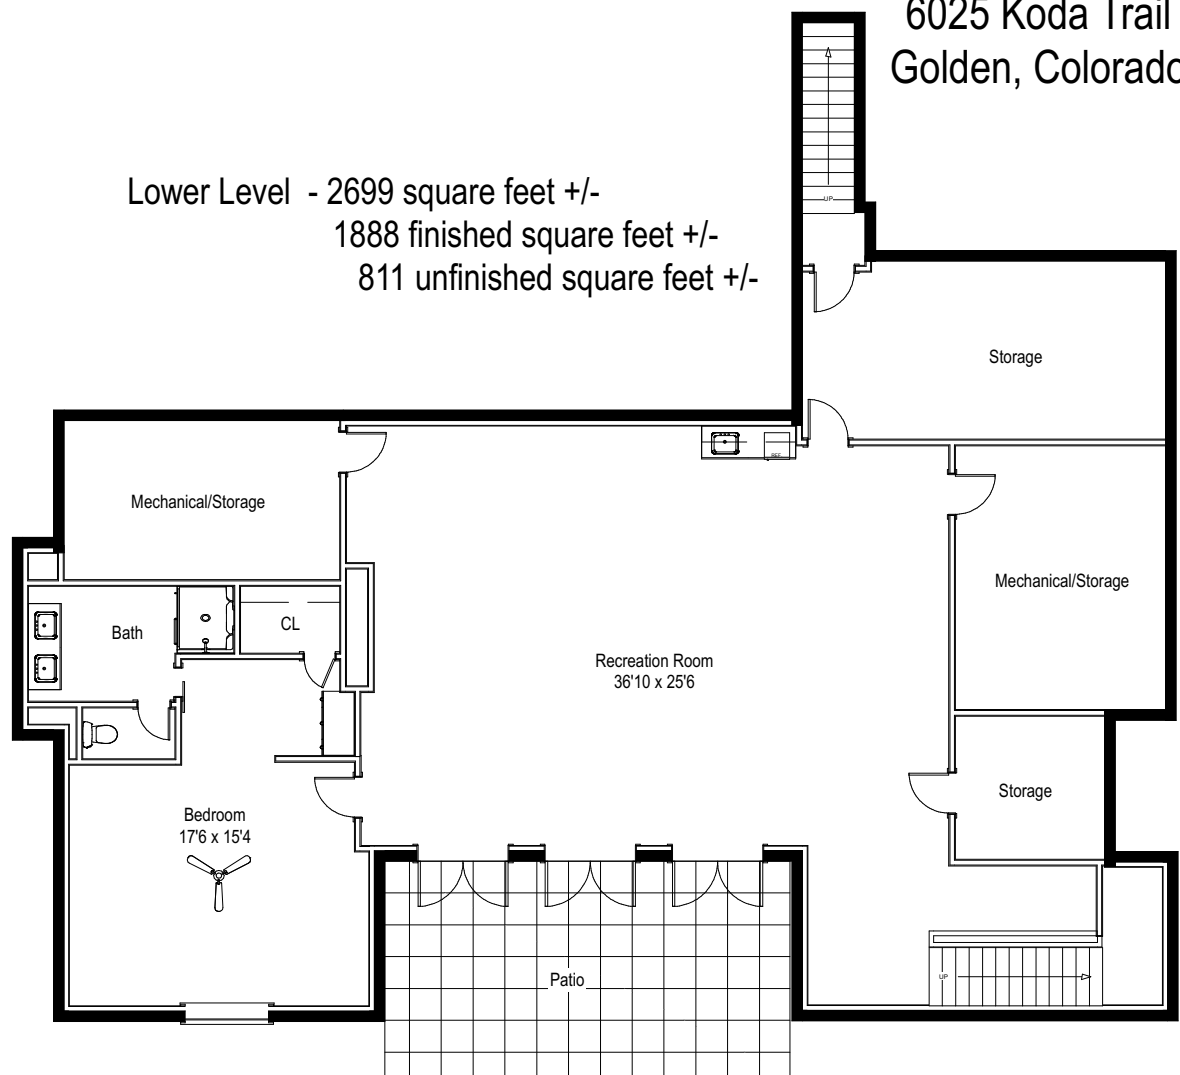 6025 Koda Trail
Golden, Colorado
Lower Level - 2699 square feet +/-
1888 finished square feet +/-
811 unfinished square feet +/-
UP
Storage
REF.
Mechanical/Storage
Mechanical/Storage
Bath
CL
Recreation Room
36'10 x 25'6
Storage
Bedroom
17'6 x 15'4
Patio
UP